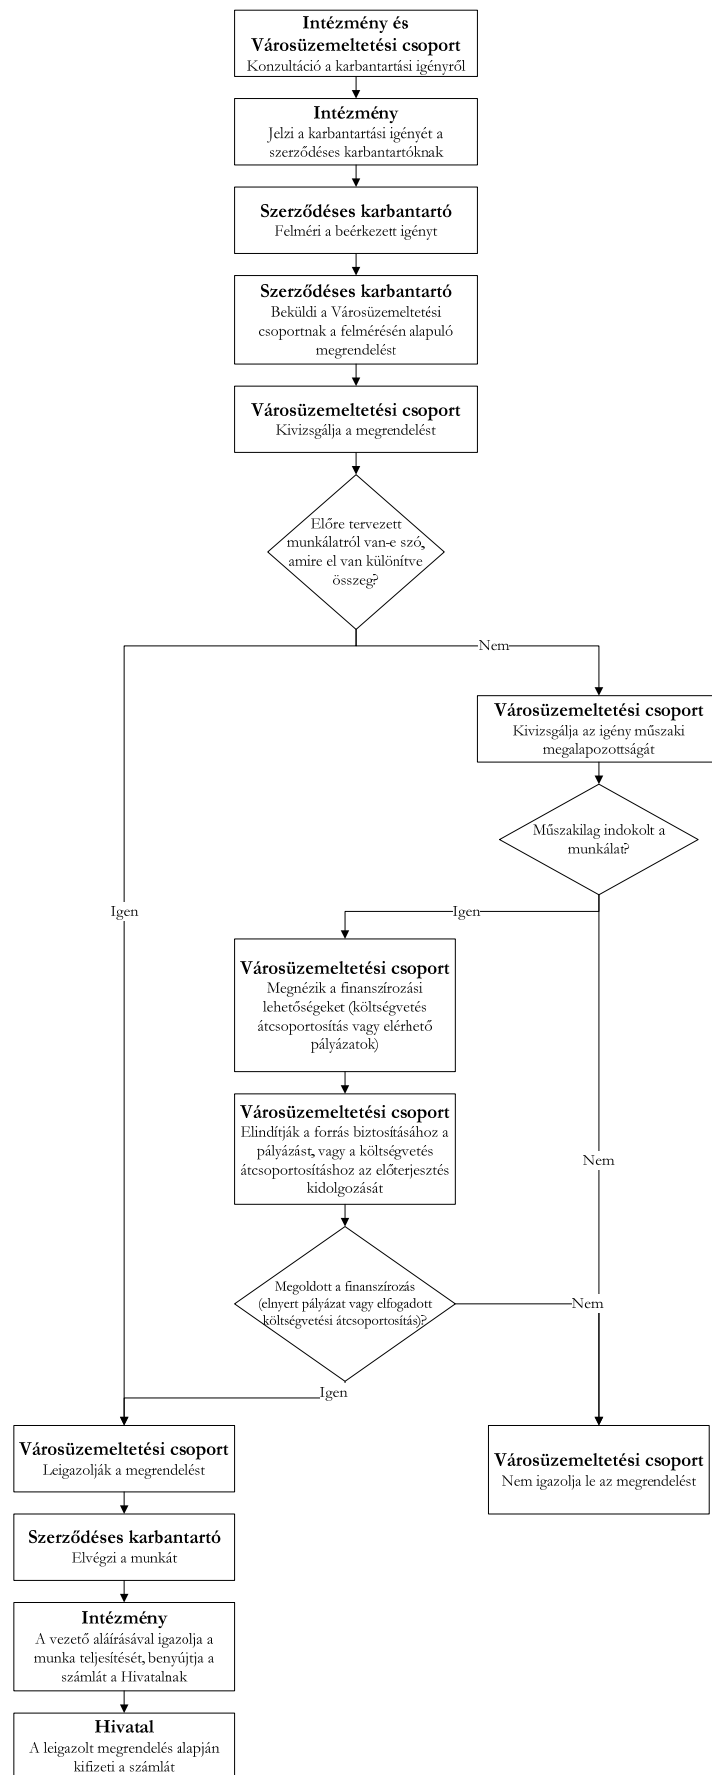 Intézmény és
Városüzemeltetési csoport
Konzultáció a karbantartási igényről
Intézmény
Jelzi a karbantartási igényét a
szerződéses karbantartóknak
Szerződéses karbantartó
Felméri a beérkezett igényt
Szerződéses karbantartó
Beküldi a Városüzemeltetési
csoportnak a felmérésén alapuló
megrendelést
Városüzemeltetési csoport
Kivizsgálja a megrendelést
Előre tervezett
munkálatról van-e szó,
amire el van különítve
összeg?
Nem
Városüzemeltetési csoport
Kivizsgálja az igény műszaki
megalapozottságát
Műszakilag indokolt a
munkálat?
Igen
Igen
Városüzemeltetési csoport
Megnézik a finanszírozási
lehetőségeket (költségvetés
átcsoportosítás vagy elérhető
pályázatok)
Városüzemeltetési csoport
Elindítják a forrás biztosításához a
pályázást, vagy a költségvetés
átcsoportosításhoz az előterjesztés
kidolgozását
Nem
Megoldott a finanszírozás
(elnyert pályázat vagy elfogadott
költségvetési átcsoportosítás)?
Nem
Igen
Városüzemeltetési csoport
Leigazolják a megrendelést
Városüzemeltetési csoport
Nem igazolja le az megrendelést
Szerződéses karbantartó
Elvégzi a munkát
Intézmény
A vezető aláírásával igazolja a
munka teljesítését, benyújtja a
számlát a Hivatalnak
Hivatal
A leigazolt megrendelés alapján
kifizeti a számlát